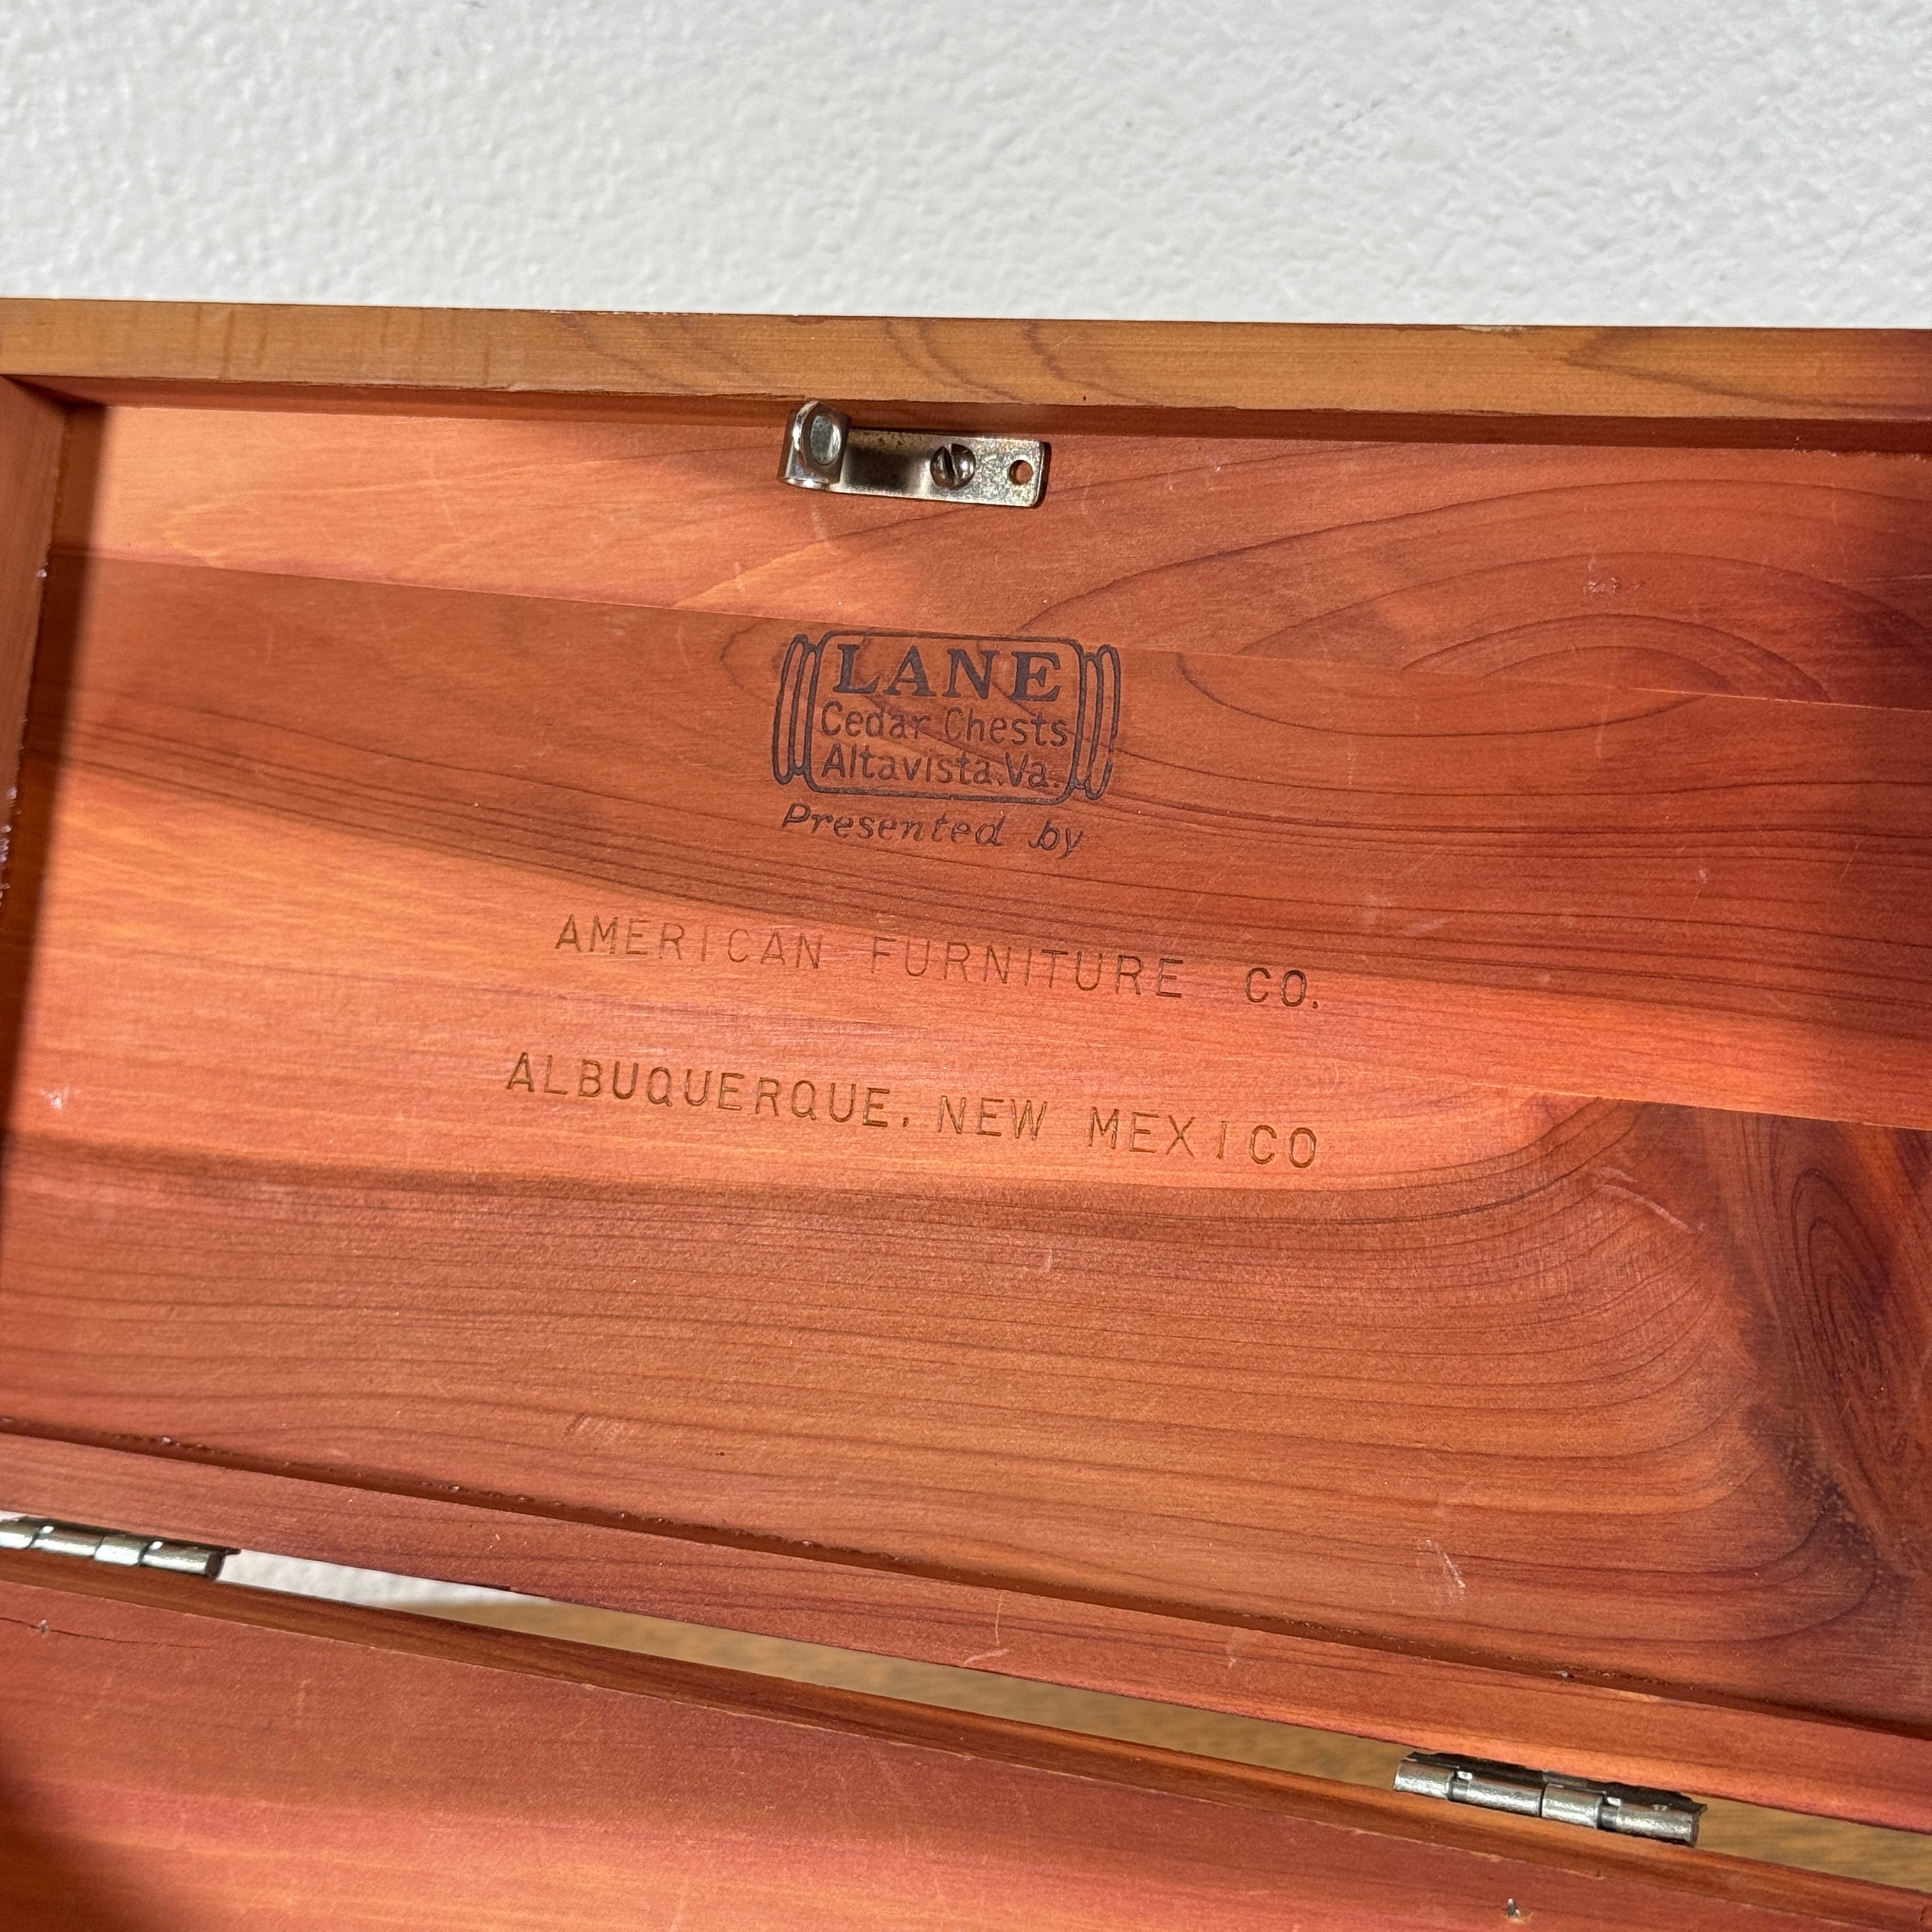 LANE
Cedar Chests
Altavista.Va.
Presented by
AMERICAN FURNITURE CO.
ALBUQUERQUE, NEW MEXICO